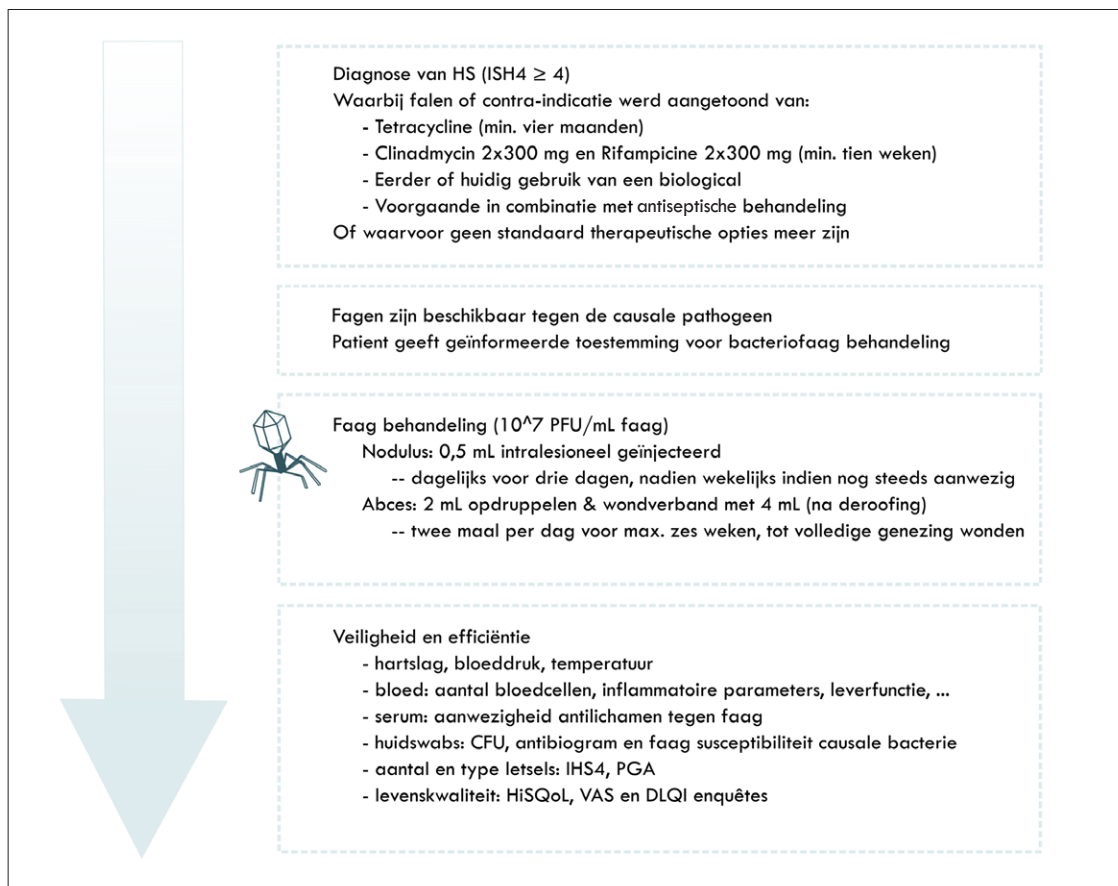 Diagnose van HS (ISH4 ≥ 4)
Waarbij falen of contra-indicatie werd aangetoond van:
- Tetracycline (min. vier maanden)
- Clinadmycin 2x300 mg en Rifampicine 2x300 mg (min. tien weken)
- Eerder of huidig gebruik van een biological
- Voorgaande in combinatie met antiseptische behandeling
Of waarvoor geen standaard therapeutische opties meer zijn
Fagen zijn beschikbaar tegen de causale pathogeen
Patient geeft geïnformeerde toestemming voor bacteriofaag behandeling
Faag behandeling (10^7 PFU/mL faag)
Nodulus: 0,5 mL intralesioneel geïnjecteerd
-- dagelijks voor drie dagen, nadien wekelijks indien nog steeds aanwezig
Abces: 2 mL opdruppelen & wondverband met 4 mL (na deroofing)
-- twee maal per dag voor max. zes weken, tot volledige genezing wonden
Veiligheid en efficiëntie
- hartslag, bloeddruk, temperatuur
- bloed: aantal bloedcellen, inflammatoire parameters, leverfunctie, ...
- serum: aanwezigheid antilichamen tegen faag
- huidswabs: CFU, antibiogram en faag susceptibiliteit causale bacterie
- aantal en type letsels: IHS4, PGA
- levenskwaliteit: HiSQoL, VAS en DLQI enquêtes